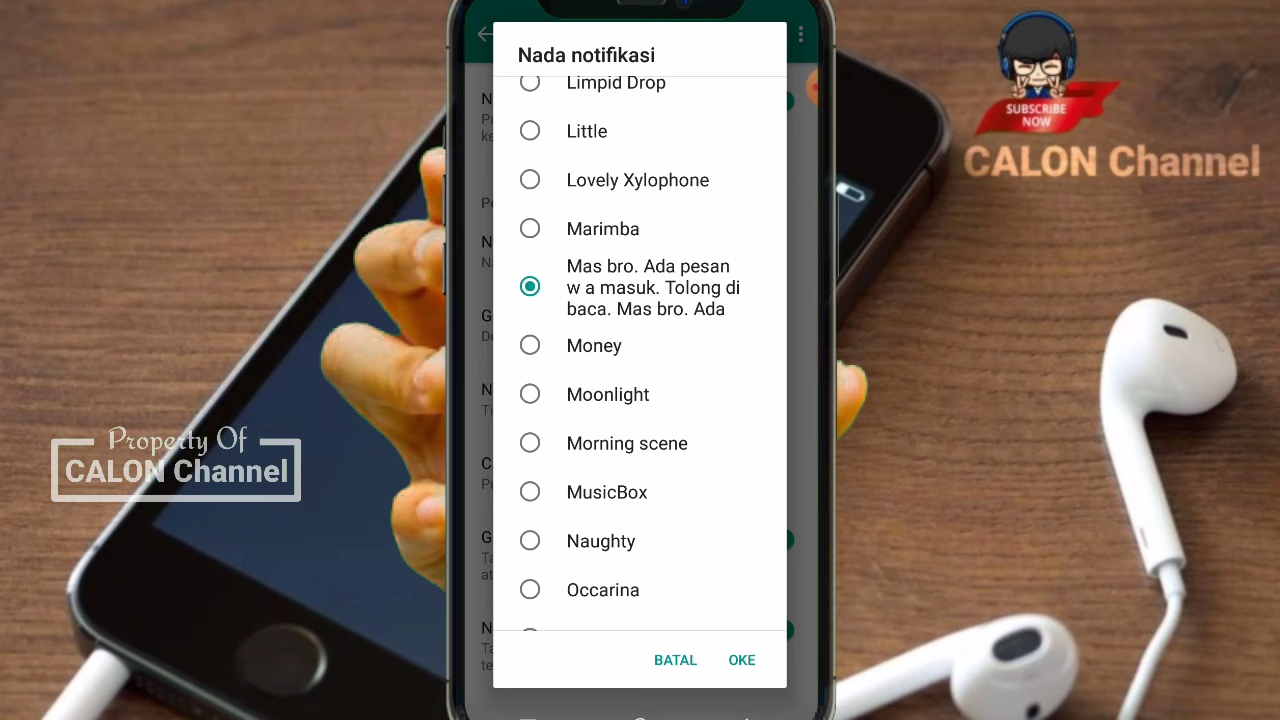 Nada notifikasi
Limpid Drop
Little
Lovely Xylophone
Marimba
Mas bro. Ada pesan
w a masuk. Tolong di
baca. Mas bro. Ada
Money
Moonlight
Morning scene
MusicBox
Naughty
Occarina
BATAL OKE
SUBSCRIBE
NOW
CALON Channel
Property Of
CALON Channel